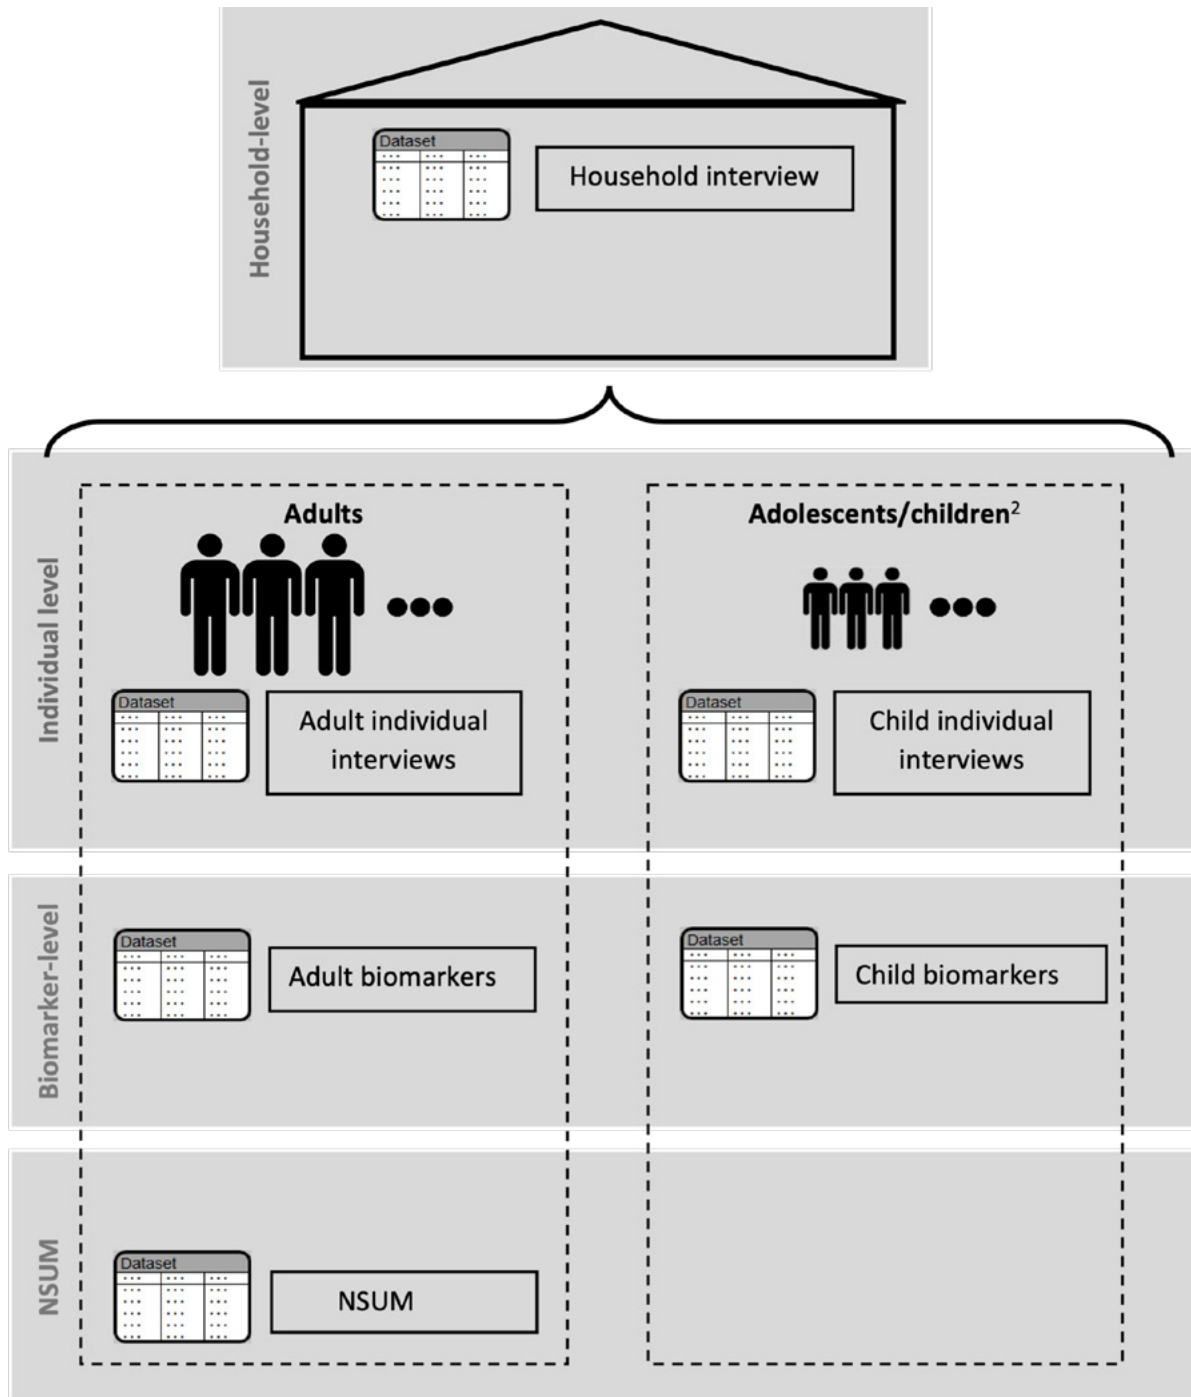 Household-level
Dataset
Household interview
Individual level
Adults
Adolescents/children²
Dataset
Adult individual
interviews
Dataset
Child individual
interviews
Biomarker-level
Dataset
Adult biomarkers
Dataset
Child biomarkers
NSUM
Dataset
NSUM